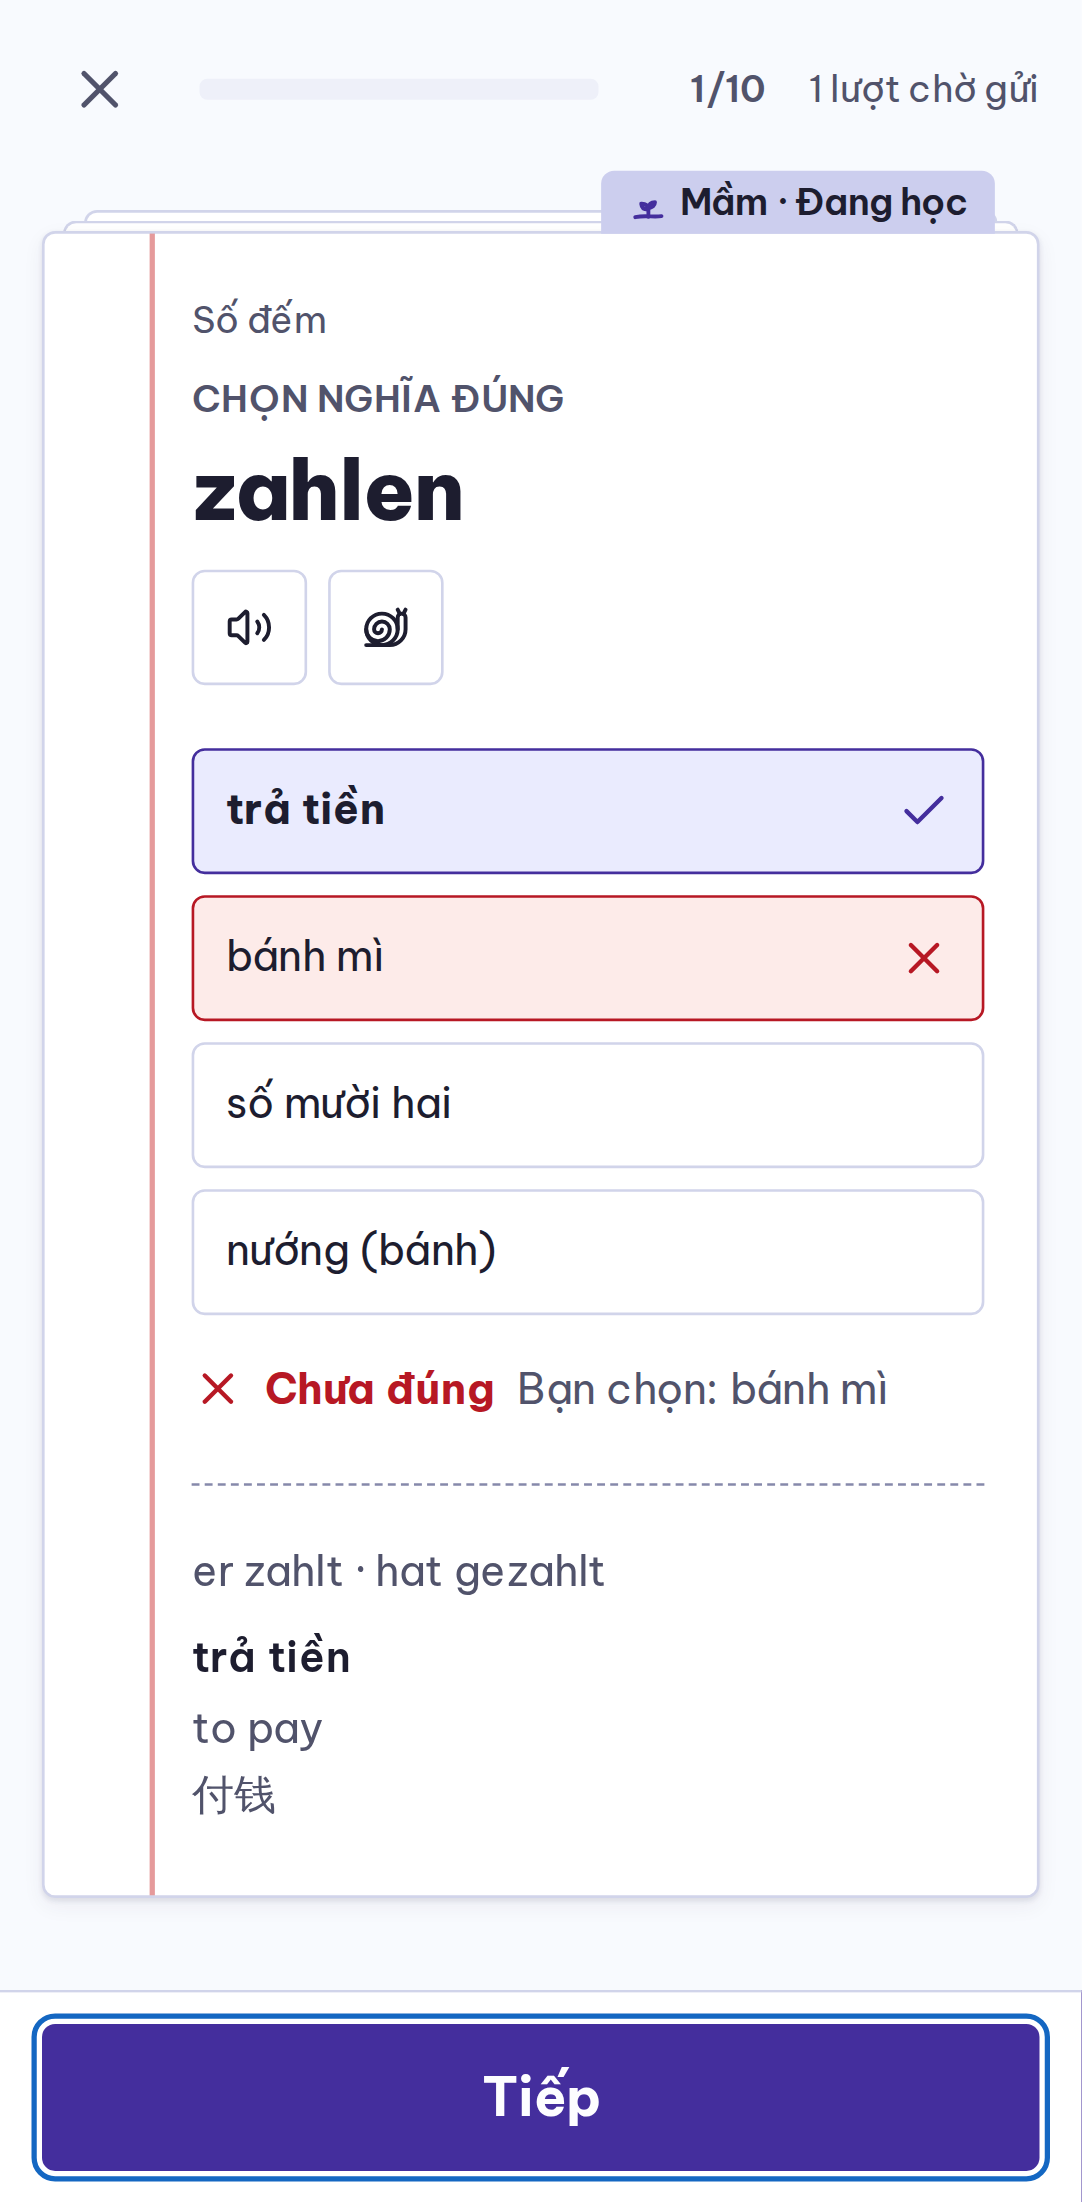 1/10 1 lượt chờ gửi
Mầm · Đang học
Số đếm
CHỌN NGHĨA ĐÚNG
zahlen
trả tiền
bánh mì
số mười hai
nướng (bánh)
Chưa đúng Bạn chọn: bánh mì
er zahlt · hat gezahlt
trả tiền
to pay
付钱
Tiếp